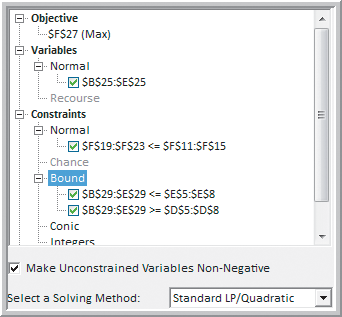 Objective
$F$27 (Max)
Variables
Normal
$B$25:$E$25
Recourse
Constraints
Normal
$F$19:$F$23 <= $F$11:$F$15
Chance
Bound
$B$29:$E$29 <= $E$5:$E$8
$B$29:$E$29 >= $D$5:$D$8
Conic
Integers
Make Unconstrained Variables Non-Negative
Select a Solving Method: Standard LP/Quadratic